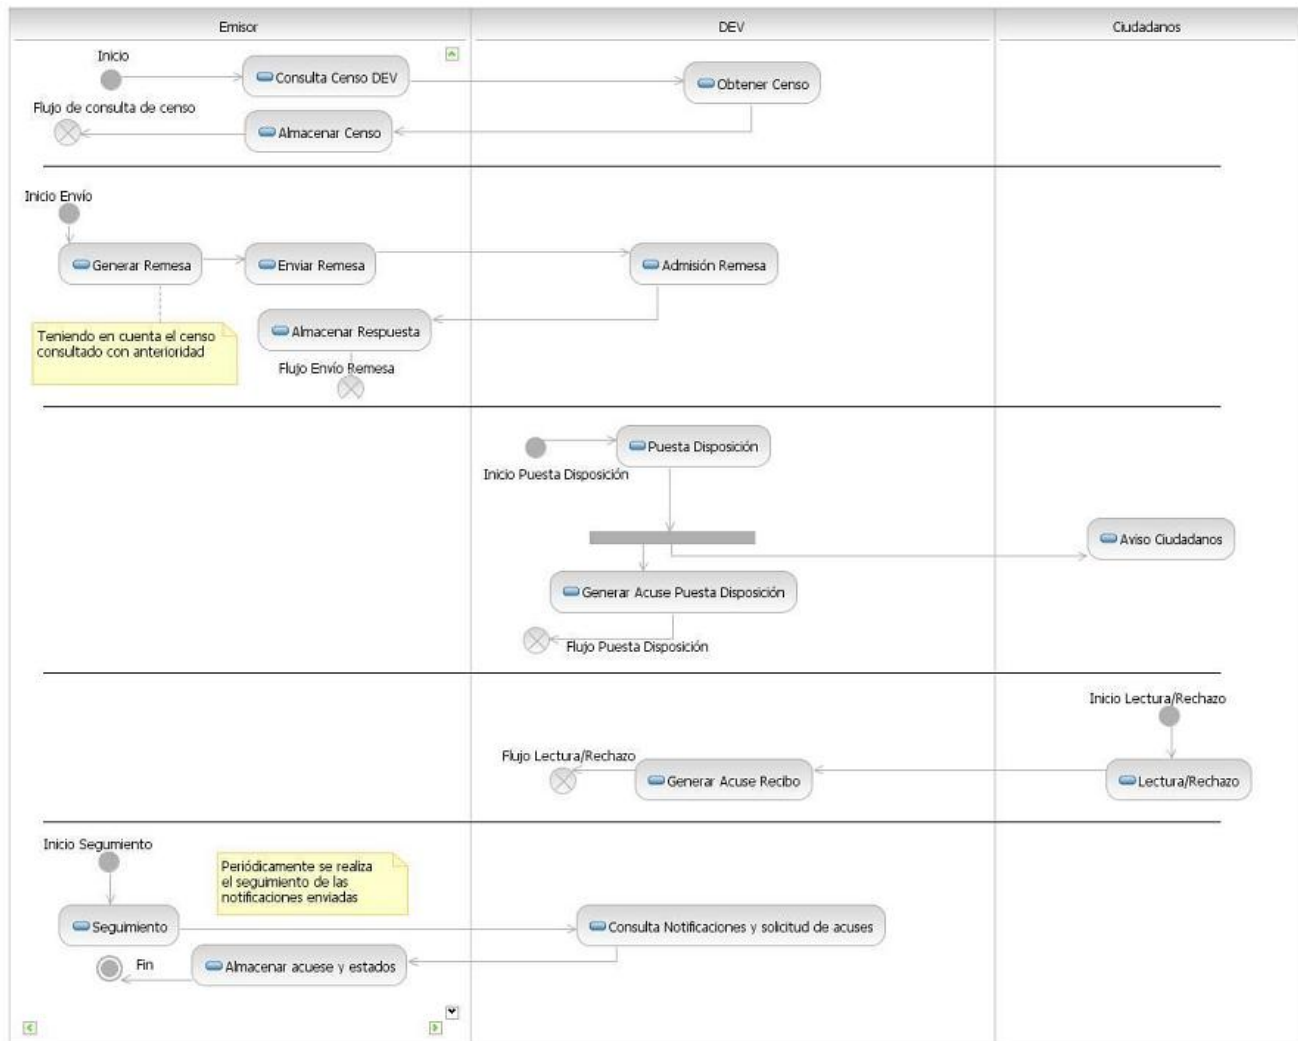 Emisor
DEV
Ciudadanos
Inicio
Consulta Censo DEV
Obtener Censo
Flujo de consulta de censo
Almacenar Censo
Inicio Envío
Generar Remesa
Enviar Remesa
Admisión Remesa
Teniendo en cuenta el censo
consultado con anterioridad
Almacenar Respuesta
Flujo Envío Remesa
Puesta Disposición
Inicio Puesta Disposición
Aviso Ciudadanos
Generar Acuse Puesta Disposición
Flujo Puesta Disposición
Inicio Lectura/Rechazo
Flujo Lectura/Rechazo
Generar Acuse Recibo
Lectura/Rechazo
Inicio Segumiento
Periódicamente se realiza
el seguimiento de las
notificaciones enviadas
Seguimiento
Consulta Notificaciones y solicitud de acuses
Fin
Almacenar acuese y estados